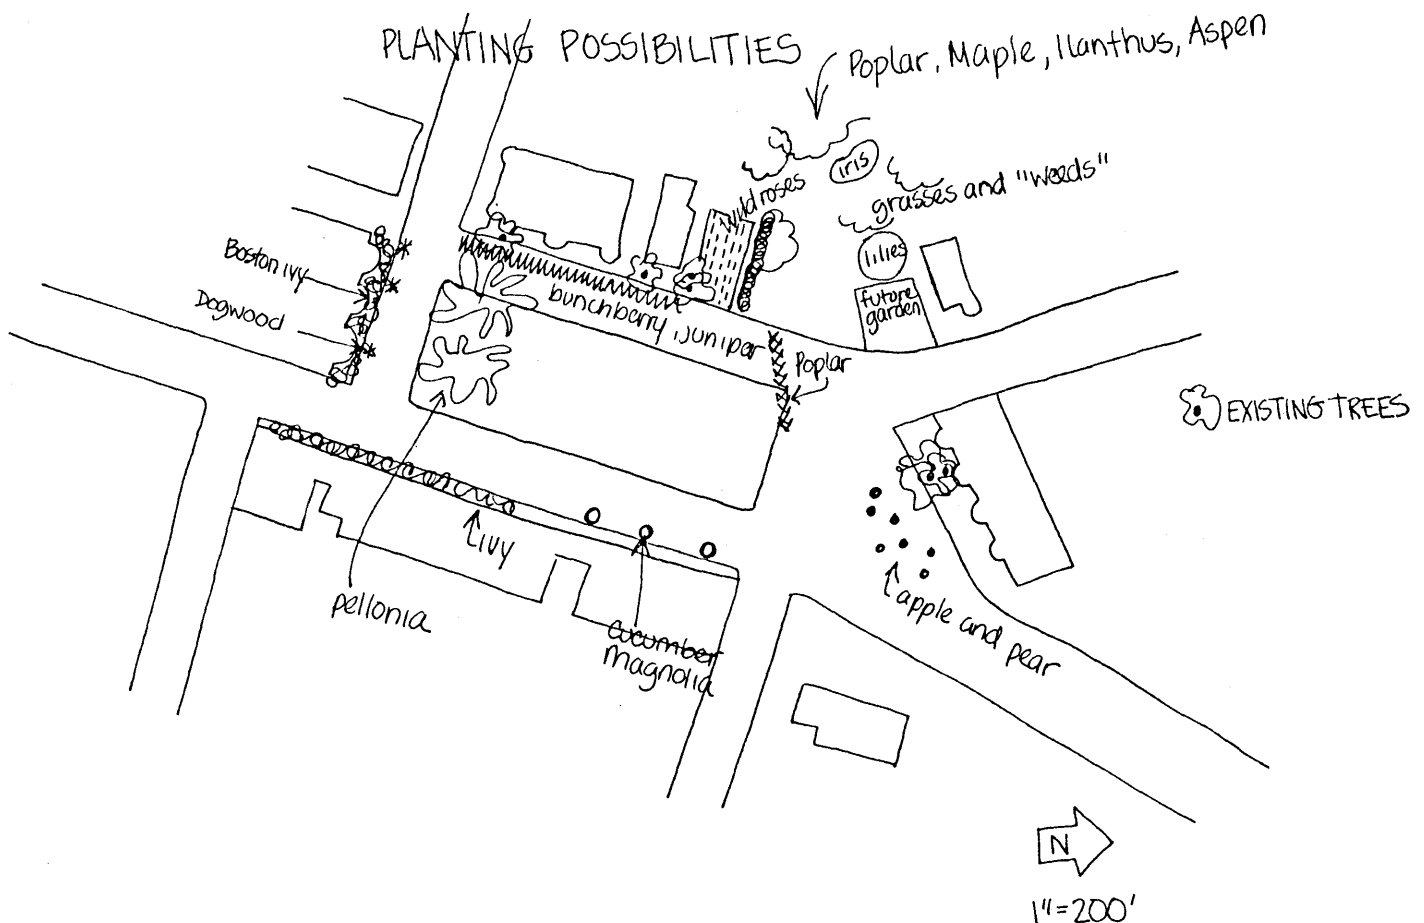 PLANTING POSSIBILITIES
Poplar, Maple, Ilanthus, Aspen
iris
wild roses
grasses and "weeds"
lilies
Boston ivy
Dogwood
future
garden
bunchberry, juniper
Poplar
EXISTING TREES
ivy
pellonia
cucumber
magnolia
apple and pear
N
1"=200'